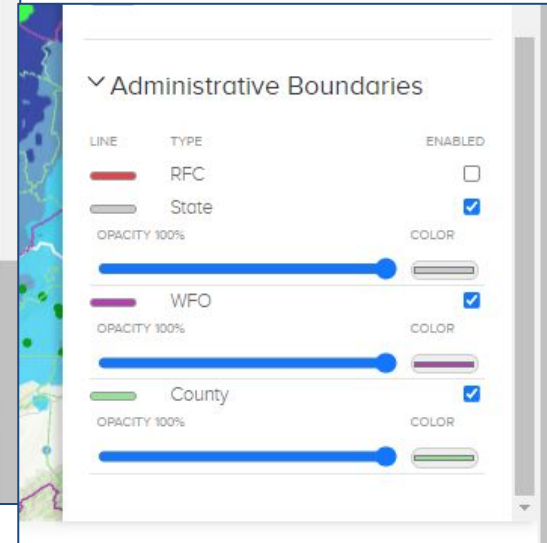 Administrative Boundaries
LINE TYPE ENABLED
RFC
State
OPACITY 100% COLOR
WFO
OPACITY 100% COLOR
County
OPACITY 100% COLOR